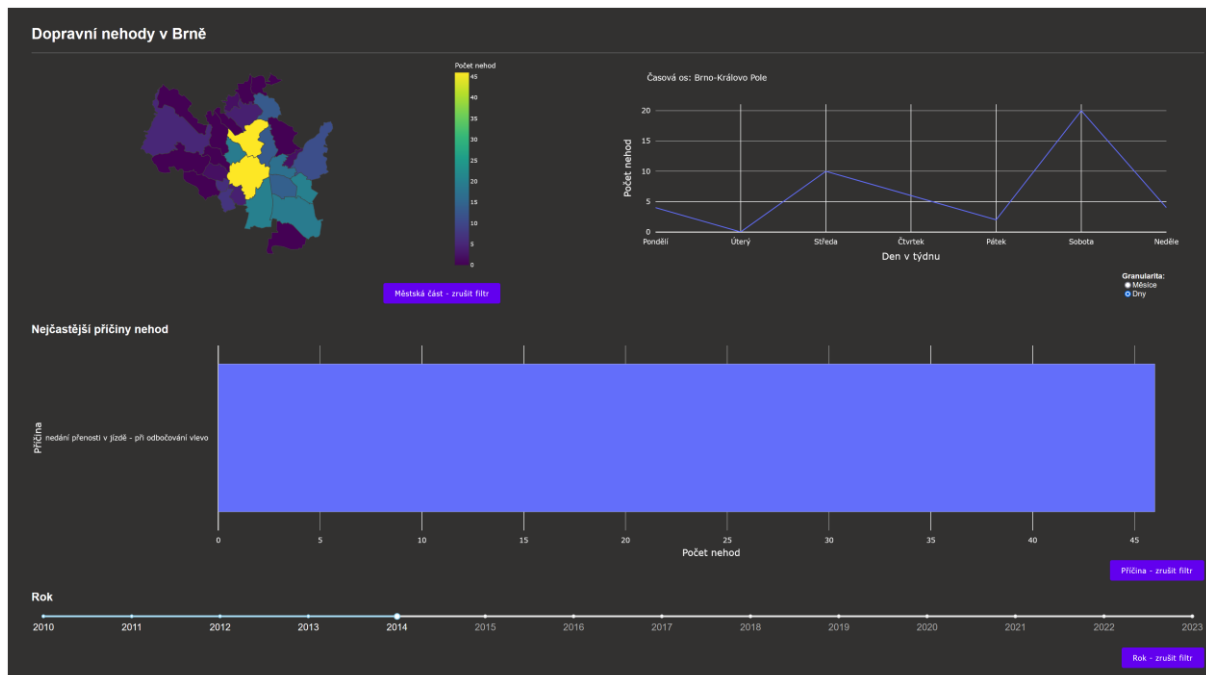 Dopravní nehody v Brně
Počet nehod
45
40
35
30
25
20
15
10
5
0
Městská část - zrušit filtr
Časová os: Brno-Královo Pole
Počet nehod
20
15
10
5
0
Pondělí Úterý Středa Čtvrtek Pátek Sobota Neděle
Den v týdnu
Granularita:
Měsíce
Dny
Nejčastější příčiny nehod
Příčina
nedání přenosti v jízdě - při odbočování vlevo
0 5 10 15 20 25 30 35 40 45
Počet nehod
Příčina - zrušit filtr
Rok
2010 2011 2012 2013 2014 2015 2016 2017 2018 2019 2020 2021 2022 2023
Rok - zrušit filtr